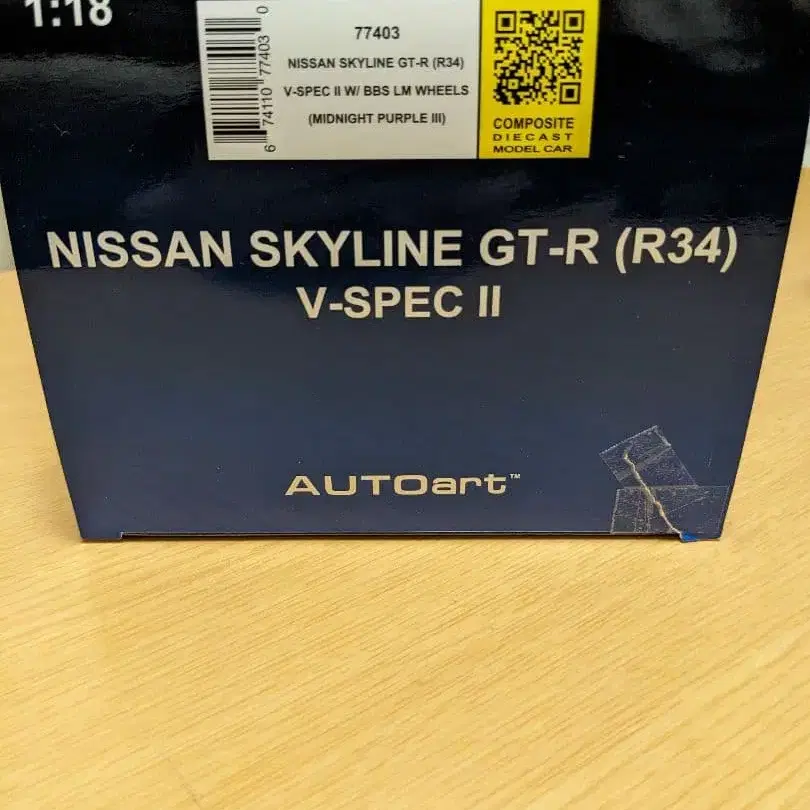 1:18
6 74110 77403 0
77403
NISSAN SKYLINE GT-R (R34)
V-SPEC II W/ BBS LM WHEELS
(MIDNIGHT PURPLE III)
COMPOSITE
DIECAST
MODEL CAR
NISSAN SKYLINE GT-R (R34)
V-SPEC II
AUTOart™